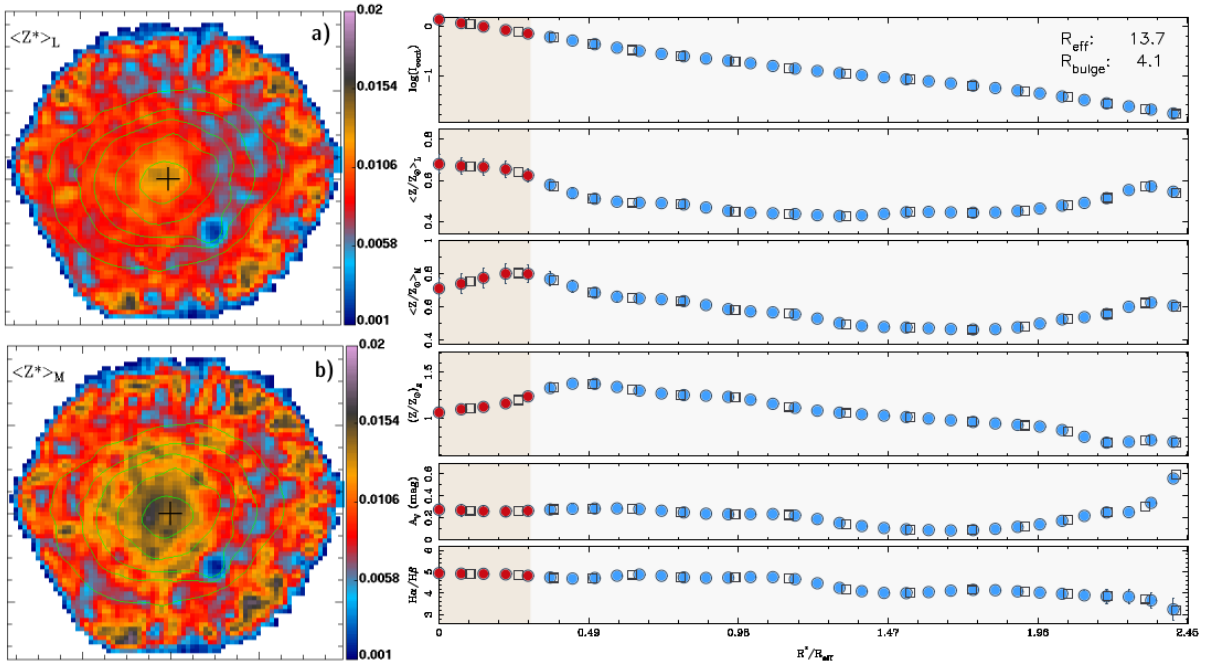 <Z*>L
a)
0.02
0.0154
0.0106
0.0058
0.001
<Z*>M
b)
0.02
0.0154
0.0106
0.0058
0.001
log(Inorm)
0
−1
Reff: 13.7
Rbulge: 4.1
<Z/Z⊙>L
0.8
0.6
0.4
<Z/Z⊙>M
1
0.8
0.6
0.4
(Z/Z⊙)g
1.5
1
AV (mag)
0.6
0.4
0.2
0
Hα/Hβ
6
5
4
3
0 0.49 0.98 1.47 1.96 2.45
R*/Reff